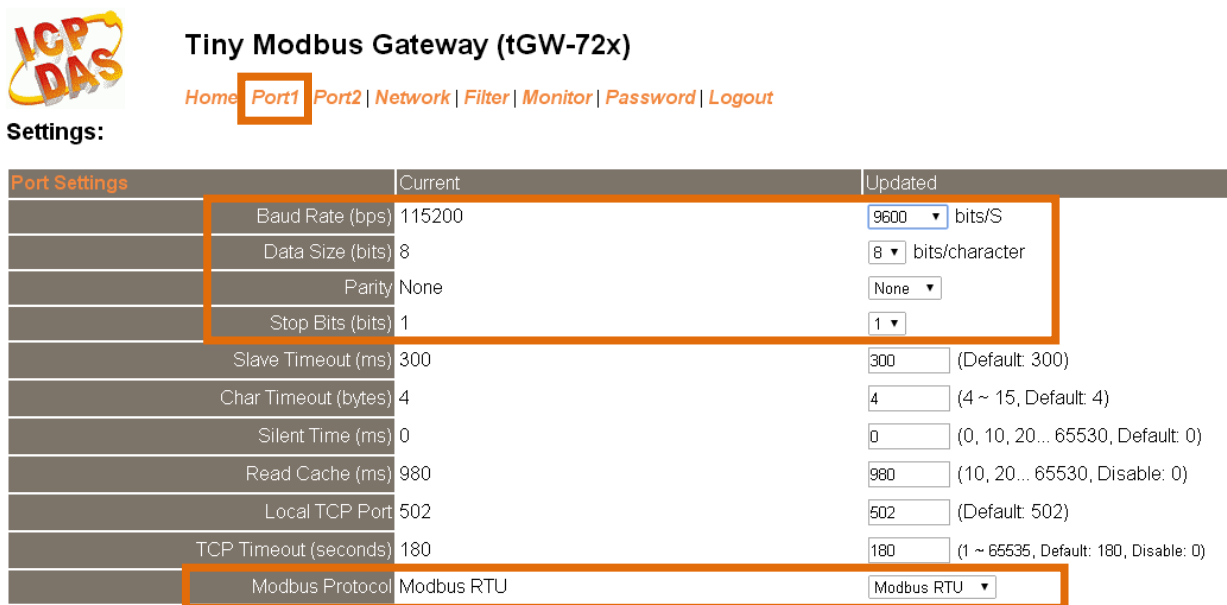 ICP
DAS
Tiny Modbus Gateway (tGW-72x)
Home Port1 Port2 | Network | Filter | Monitor | Password | Logout
Settings:
Port Settings Current Updated
Baud Rate (bps) 115200 9600 bits/S
Data Size (bits) 8 8 bits/character
Parity None None
Stop Bits (bits) 1 1
Slave Timeout (ms) 300 300 (Default: 300)
Char Timeout (bytes) 4 4 (4 ~ 15, Default: 4)
Silent Time (ms) 0 0 (0, 10, 20... 65530, Default: 0)
Read Cache (ms) 980 980 (10, 20... 65530, Disable: 0)
Local TCP Port 502 502 (Default: 502)
TCP Timeout (seconds) 180 180 (1 ~ 65535, Default: 180, Disable: 0)
Modbus Protocol Modbus RTU Modbus RTU